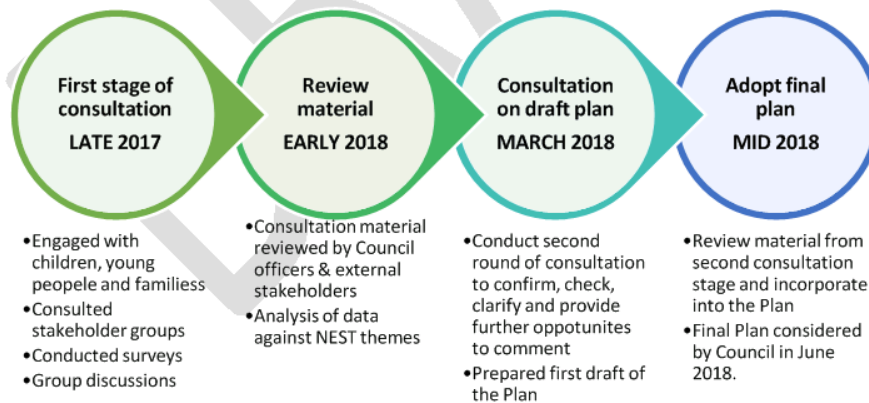 First stage of
consultation
LATE 2017
•Engaged with
children, young
peopele and familiess
•Consulted
stakeholder groups
•Conducted surveys
•Group discussions
Review
material
EARLY 2018
•Consultation material
reviewed by Council
officers & external
stakeholders
•Analysis of data
against NEST themes
Consultation
on draft plan
MARCH 2018
•Conduct second
round of consultation
to confirm, check,
clarify and provide
further oppotunites
to comment
•Prepared first draft of
the Plan
Adopt final
plan
MID 2018
•Review material from
second consultation
stage and incorporate
into the Plan
•Final Plan considered
by Council in June
2018.